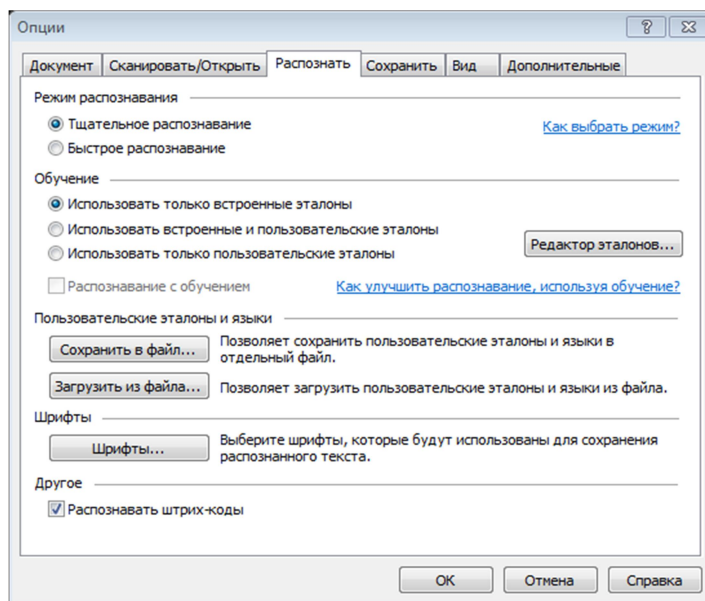 Опции
Документ Сканировать/Открыть Распознать Сохранить Вид Дополнительные
Режим распознавания
Тщательное распознавание
Как выбрать режим?
Быстрое распознавание
Обучение
Использовать только встроенные эталоны
Использовать встроенные и пользовательские эталоны
Использовать только пользовательские эталоны
Редактор эталонов...
Распознавание с обучением
Как улучшить распознавание, используя обучение?
Пользовательские эталоны и языки
Сохранить в файл...
Позволяет сохранить пользовательские эталоны и языки в
отдельный файл.
Загрузить из файла...
Позволяет загрузить пользовательские эталоны и языки из файла.
Шрифты
Шрифты...
Выберите шрифты, которые будут использованы для сохранения
распознанного текста.
Другое
Распознавать штрих-коды
ОК Отмена Справка